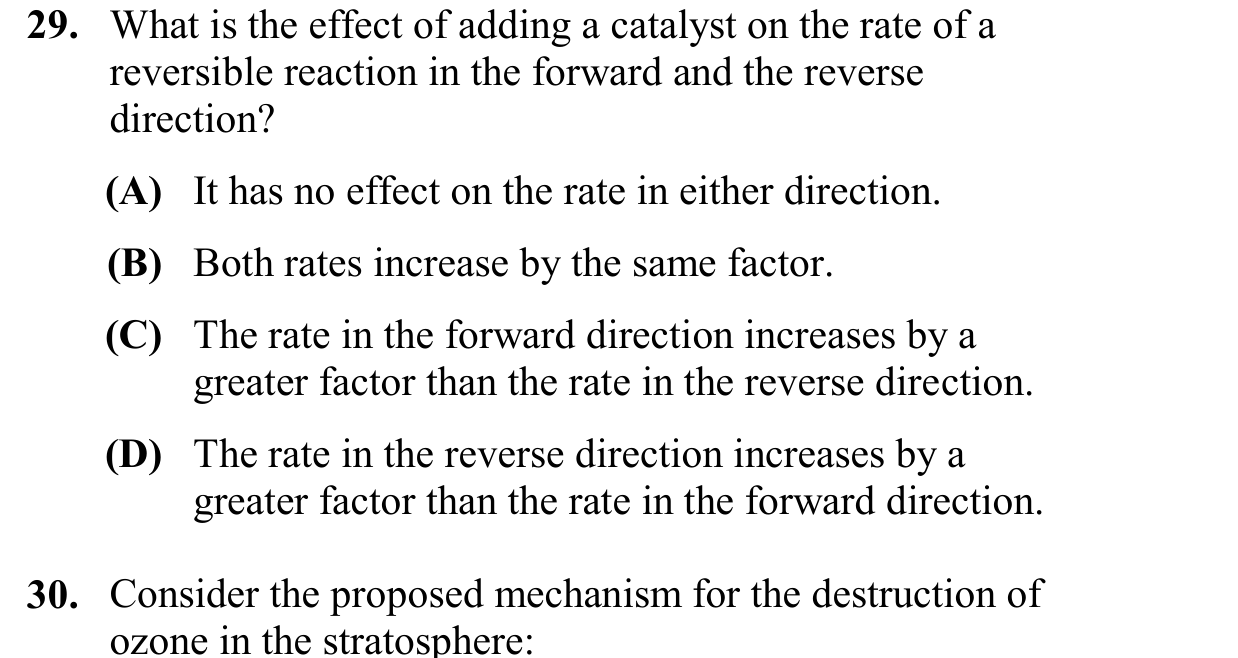 29. What is the effect of adding a catalyst on the rate of a
reversible reaction in the forward and the reverse
direction?
(A) It has no effect on the rate in either direction.
(B) Both rates increase by the same factor.
(C) The rate in the forward direction increases by a
greater factor than the rate in the reverse direction.
(D) The rate in the reverse direction increases by a
greater factor than the rate in the forward direction.
30. Consider the proposed mechanism for the destruction of
ozone in the stratosphere: